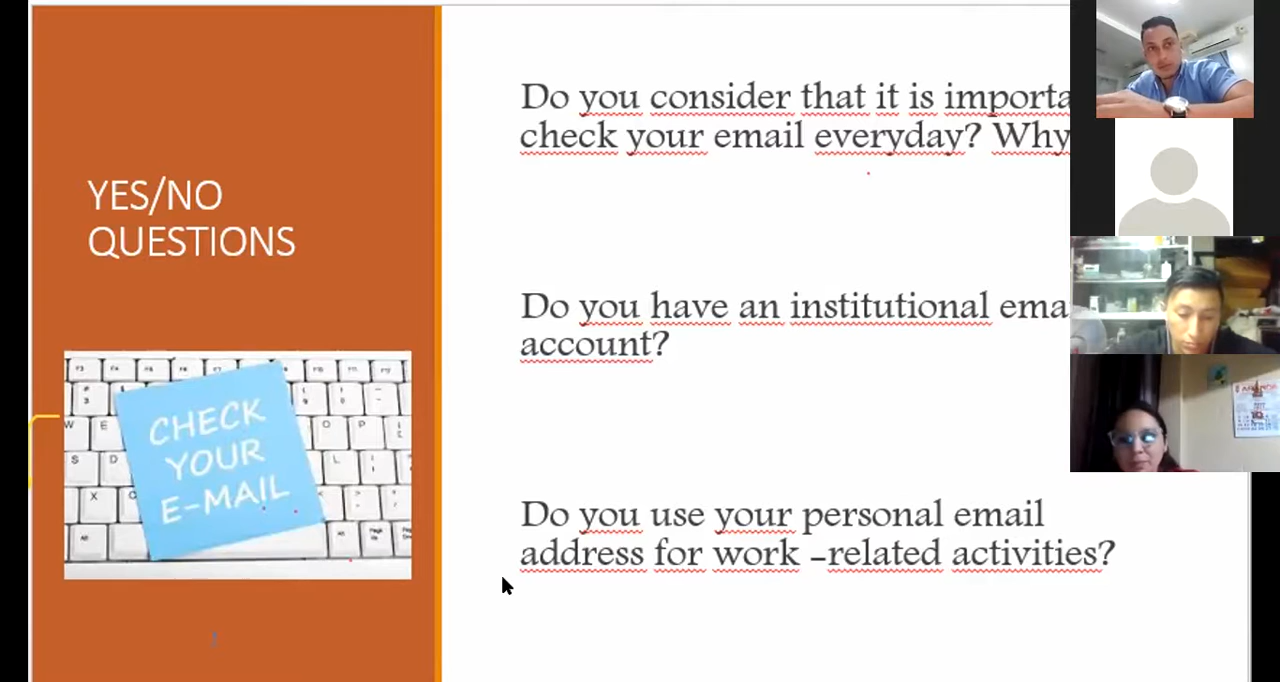 YES/NO
QUESTIONS
CHECK
YOUR
E-MAIL
Do you consider that it is importa
check your email everyday? Why
Do you have an institutional ema
account?
Do you use your personal email
address for work -related activities?